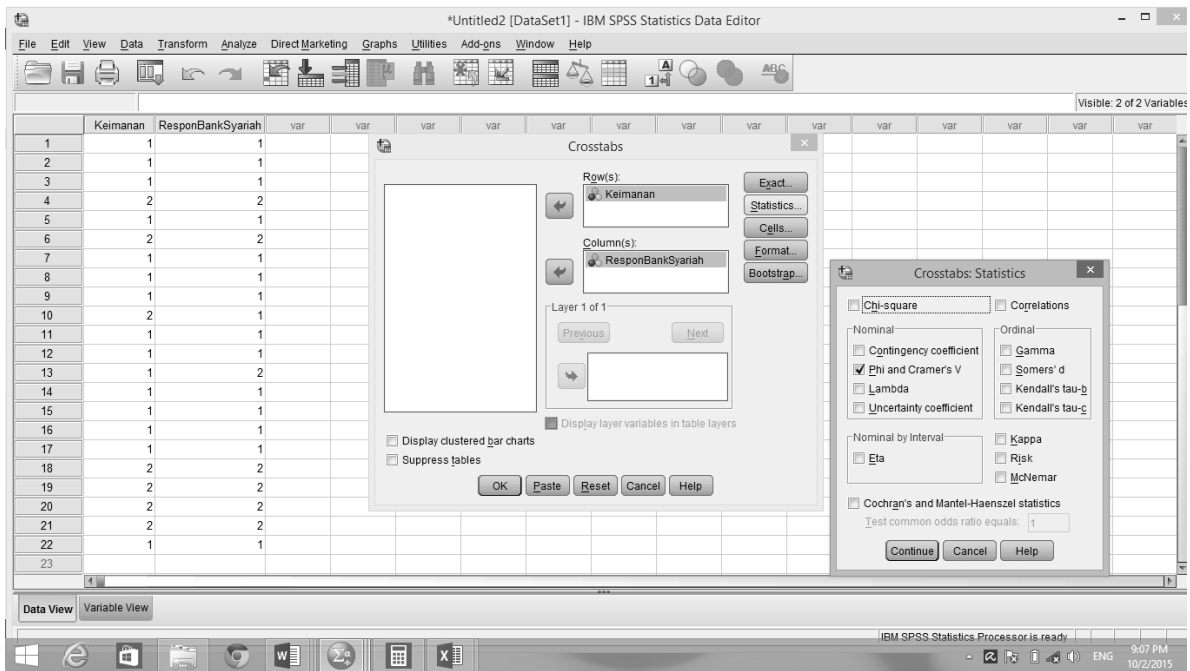 *Untitled2 [DataSet1] - IBM SPSS Statistics Data Editor
File Edit View Data Transform Analyze Direct Marketing Graphs Utilities Add-ons Window Help
Visible: 2 of 2 Variables
Keimanan ResponBankSyariah var var var var var var var var var var var var var var
1 1 1
2 1 1
3 1 1
4 2 2
5 1 1
6 2 2
7 1 1
8 1 1
9 1 1
10 2 1
11 1 1
12 1 1
13 1 2
14 1 1
15 1 1
16 1 1
17 1 1
18 2 2
19 2 2
20 2 2
21 2 2
22 1 1
23
Crosstabs
Row(s):
Keimanan
Column(s):
ResponBankSyariah
Layer 1 of 1
Previous Next
Display layer variables in table layers
Display clustered bar charts
Suppress tables
OK Paste Reset Cancel Help
Exact...
Statistics...
Cells...
Format...
Bootstrap...
Crosstabs: Statistics
Chi-square Correlations
Nominal Ordinal
Contingency coefficient Gamma
Phi and Cramer's V Somers' d
Lambda Kendall's tau-b
Uncertainty coefficient Kendall's tau-c
Nominal by Interval Kappa
Eta Risk
McNemar
Cochran's and Mantel-Haenszel statistics
Test common odds ratio equals: 1
Continue Cancel Help
Data View Variable View
IBM SPSS Statistics Processor is ready
ENG 9:07 PM
10/2/2015